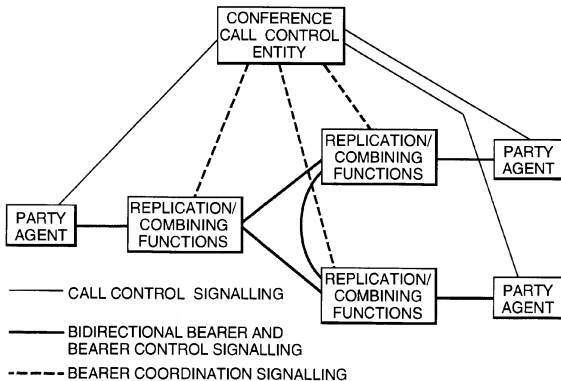 CONFERENCE
CALL CONTROL
ENTITY
REPLICATION/
COMBINING
FUNCTIONS
PARTY
AGENT
PARTY
AGENT
REPLICATION/
COMBINING
FUNCTIONS
REPLICATION/
COMBINING
FUNCTIONS
PARTY
AGENT
CALL CONTROL SIGNALLING
BIDIRECTIONAL BEARER AND
BEARER CONTROL SIGNALLING
BEARER COORDINATION SIGNALLING